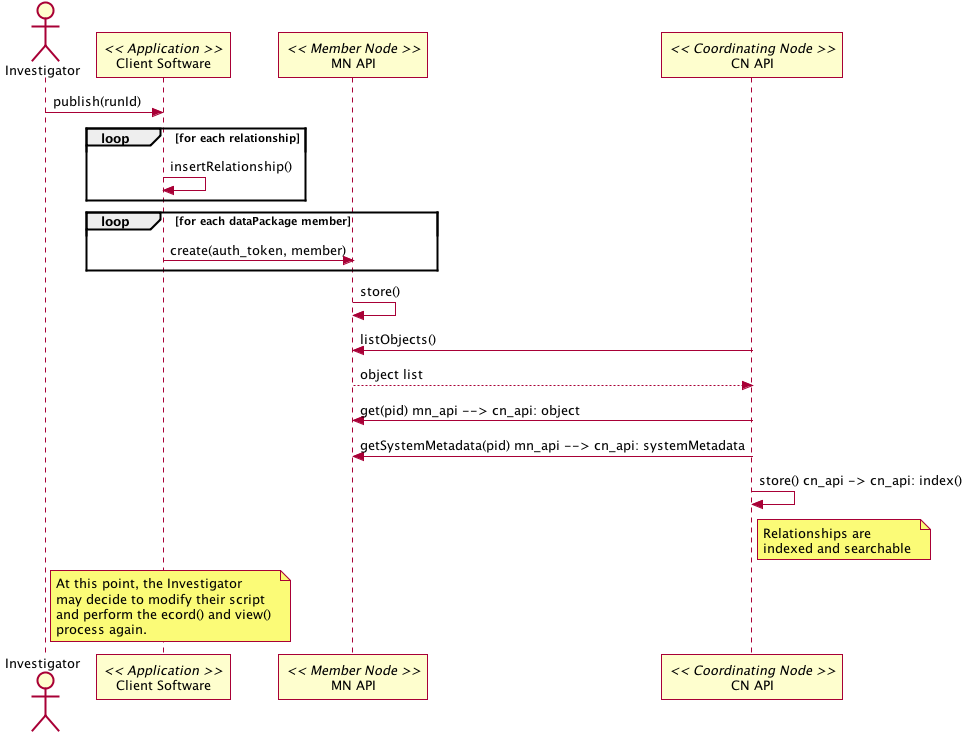 Investigator
<< Application >>
Client Software
<< Member Node >>
MN API
<< Coordinating Node >>
CN API
publish(runId)
loop [for each relationship]
insertRelationship()
loop [for each dataPackage member]
create(auth_token, member)
store()
listObjects()
object list
get(pid) mn_api --> cn_api: object
getSystemMetadata(pid) mn_api --> cn_api: systemMetadata
store() cn_api -> cn_api: index()
Relationships are
indexed and searchable
At this point, the Investigator
may decide to modify their script
and perform the ecord() and view()
process again.
Investigator
<< Application >>
Client Software
<< Member Node >>
MN API
<< Coordinating Node >>
CN API